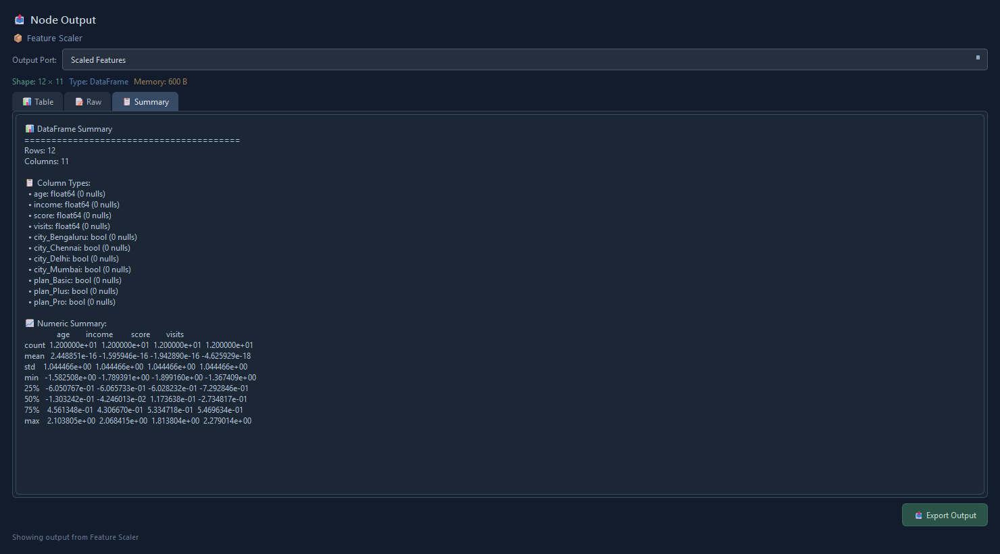 Node Output
Feature Scaler
Output Port: Scaled Features
Shape: 12 × 11 Type: DataFrame Memory: 600 B
Table Raw Summary
DataFrame Summary
========================================
Rows: 12
Columns: 11
Column Types:
• age: float64 (0 nulls)
• income: float64 (0 nulls)
• score: float64 (0 nulls)
• visits: float64 (0 nulls)
• city_Bengaluru: bool (0 nulls)
• city_Chennai: bool (0 nulls)
• city_Delhi: bool (0 nulls)
• city_Mumbai: bool (0 nulls)
• plan_Basic: bool (0 nulls)
• plan_Plus: bool (0 nulls)
• plan_Pro: bool (0 nulls)
Numeric Summary:
age income score visits
count 1.200000e+01 1.200000e+01 1.200000e+01 1.200000e+01
mean 2.448851e-16 -1.595946e-16 -1.942890e-16 -4.625929e-18
std 1.044466e+00 1.044466e+00 1.044466e+00 1.044466e+00
min -1.582508e+00 -1.789391e+00 -1.899160e+00 -1.367409e+00
25% -6.050767e-01 -6.065733e-01 -6.028232e-01 -7.292846e-01
50% -1.303242e-01 -4.246013e-02 1.173638e-01 -2.734817e-01
75% 4.561348e-01 4.306670e-01 5.334718e-01 5.469634e-01
max 2.103805e+00 2.068415e+00 1.813804e+00 2.279014e+00
Export Output
Showing output from Feature Scaler